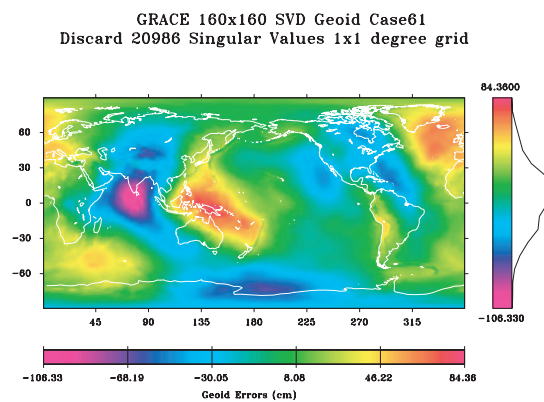 GRACE 160x160 SVD Geoid Case61
Discard 20986 Singular Values 1x1 degree grid
84.3600
60
30
0
-30
-60
-106.330
45 90 135 180 225 270 315
-106.33 -68.19 -30.05 8.08 46.22 84.36
Geoid Errors (cm)